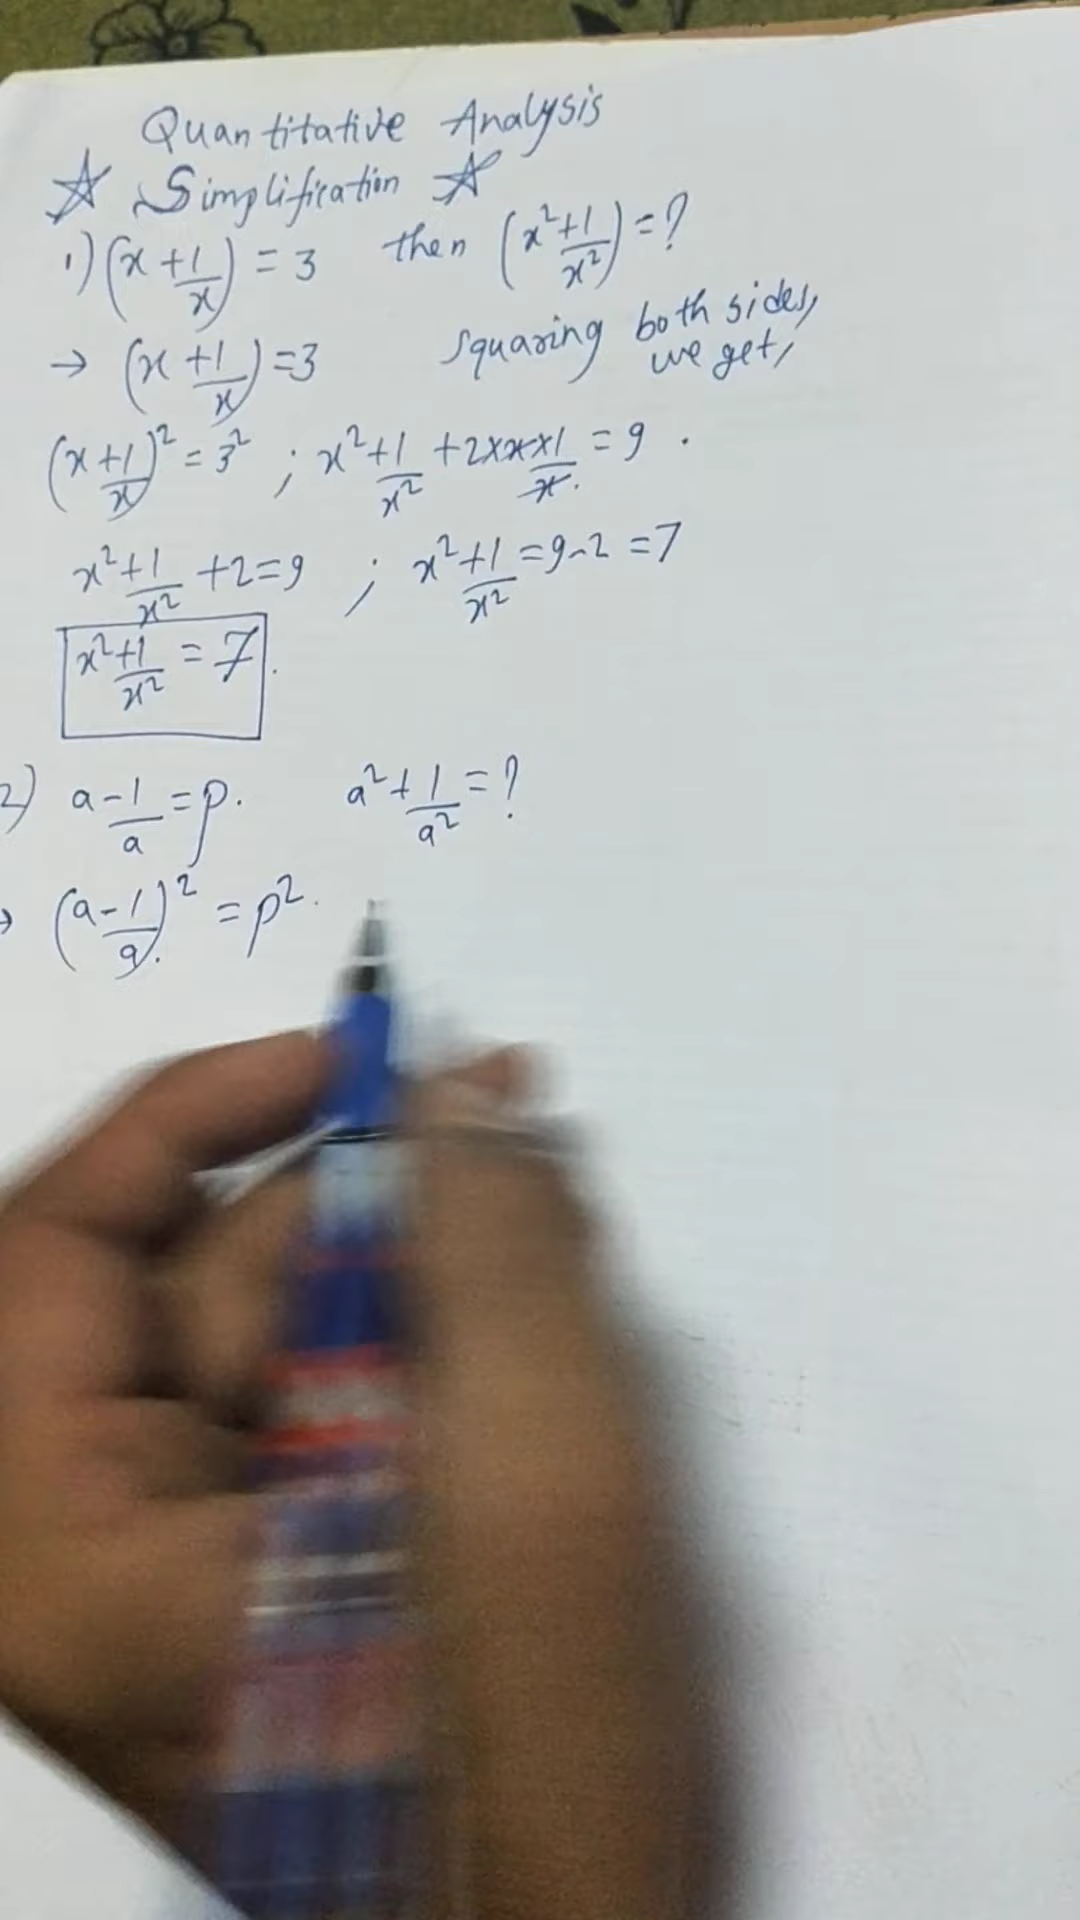 Quantitative Analysis
☆ Simplification ☆
1) (x + 1/x) = 3 then (x² + 1/x²) = ?
→ (x + 1/x) = 3 squaring both sides, we get,
(x + 1/x)² = 3² ; x² + 1/x² + 2×x×1/x = 9 .
x² + 1/x² + 2 = 9 ; x² + 1/x² = 9 - 2 = 7
x² + 1/x² = 7 .
2) a - 1/a = p. a² + 1/a² = ?
→ (a - 1/a.)² = p².